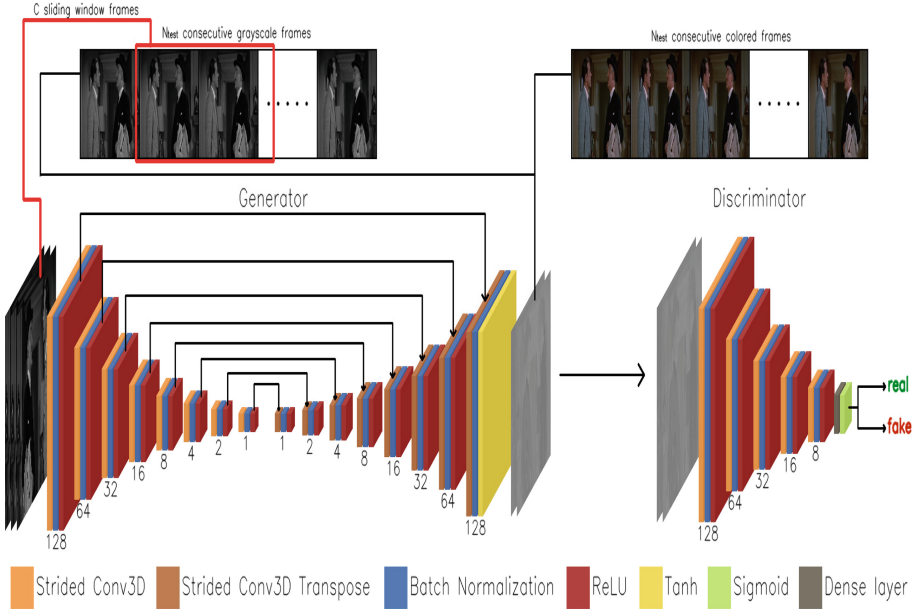 C sliding window frames
Ntest consecutive grayscale frames
Ntest consecutive colored frames
Generator
Discriminator
128
64
32
16
8
4
2
1
1
2
4
8
16
32
64
128
128
64
32
16
8
real
fake
Strided Conv3D
Strided Conv3D Transpose
Batch Normalization
ReLU
Tanh
Sigmoid
Dense layer